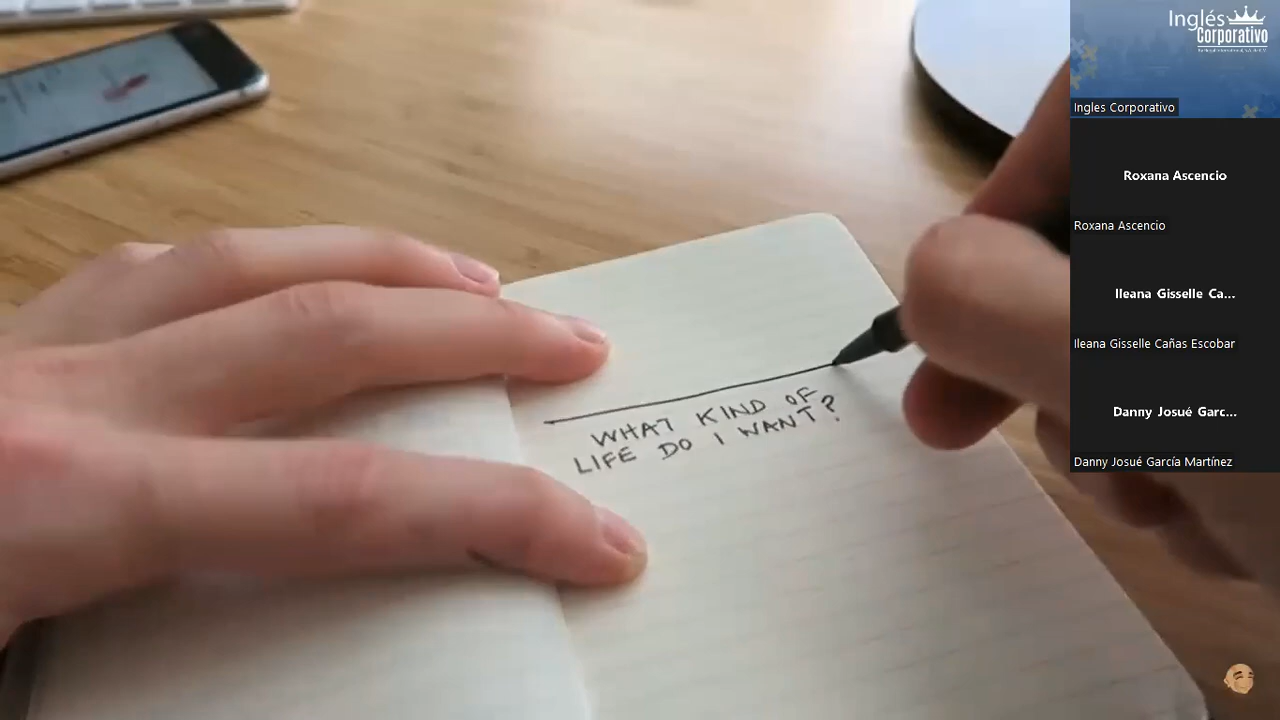 WHAT KIND OF
LIFE DO I WANT?
Inglés
Corporativo
Ingles Corporativo
Roxana Ascencio
Roxana Ascencio
Ileana Gisselle Ca...
Ileana Gisselle Cañas Escobar
Danny Josué Garc...
Danny Josué García Martínez